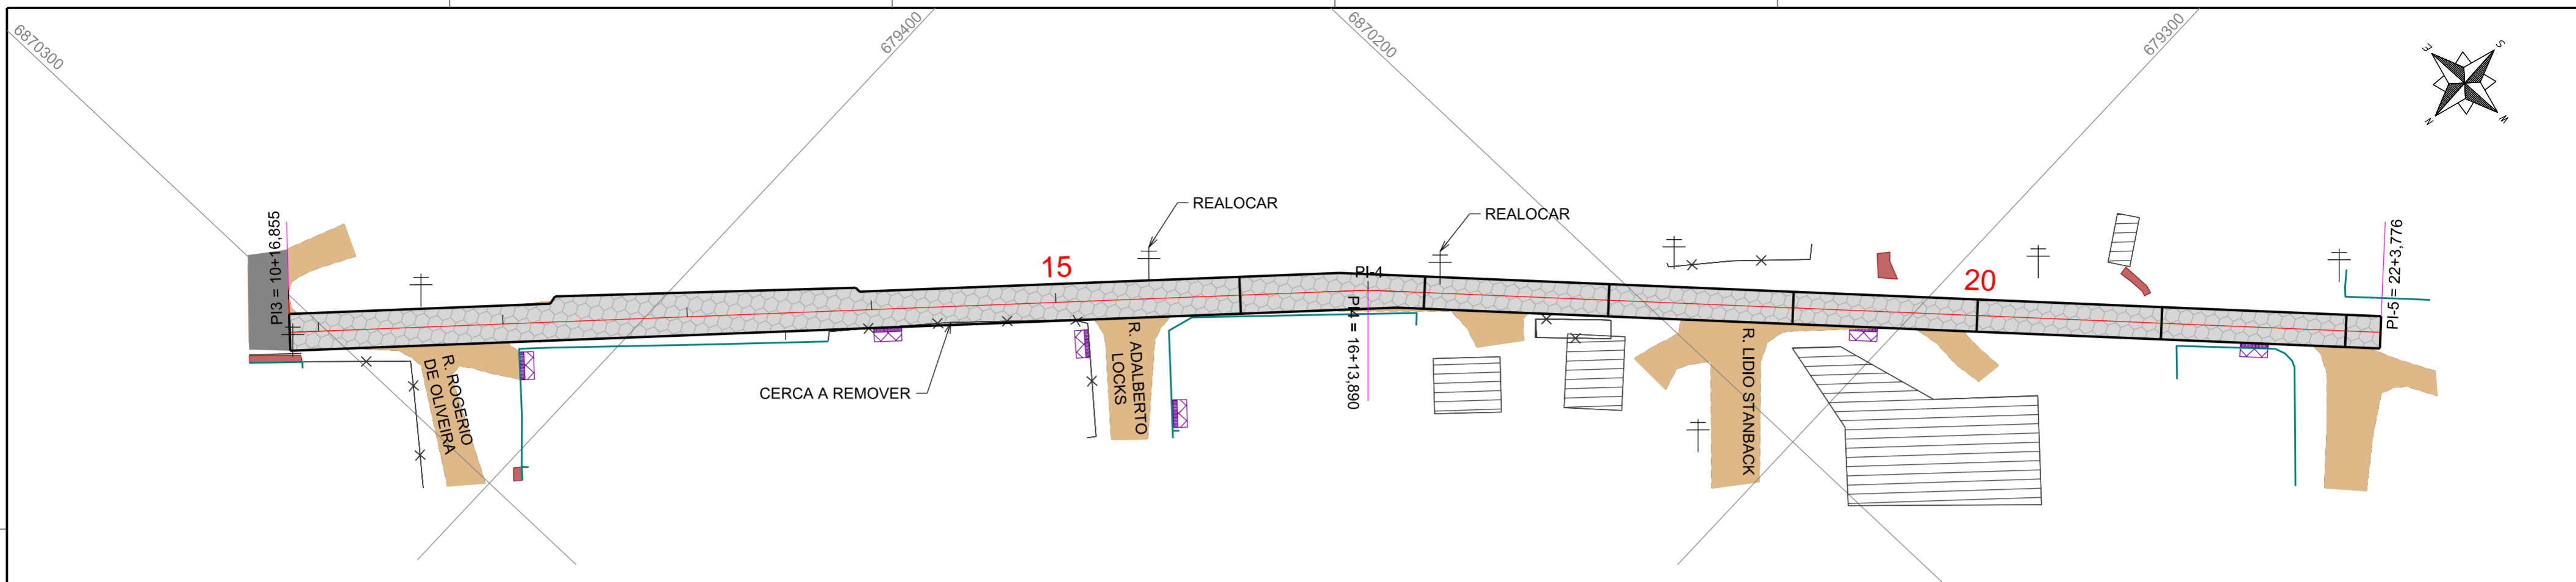 6870300
679400
6870200
679300
S
E
W
N
REALOCAR
REALOCAR
PI3 = 10+16,855
15
PI-4
20
PI-5 = 22+3,776
PI4 = 16+13,890
R. ROGERIO
DE OLIVEIRA
CERCA A REMOVER
R. ADALBERTO
LOCKS
R. LIDIO STANBACK